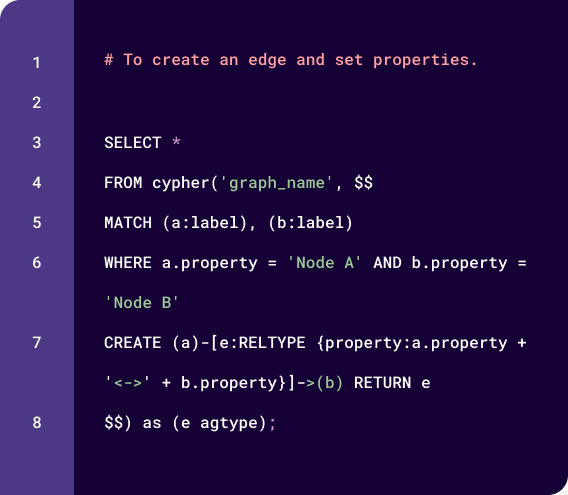 1 # To create an edge and set properties.
2
3 SELECT *
4 FROM cypher('graph_name', $$
5 MATCH (a:label), (b:label)
6 WHERE a.property = 'Node A' AND b.property =
'Node B'
7 CREATE (a)-[e:RELTYPE {property:a.property +
'<->' + b.property}]->(b) RETURN e
8 $$) as (e agtype);